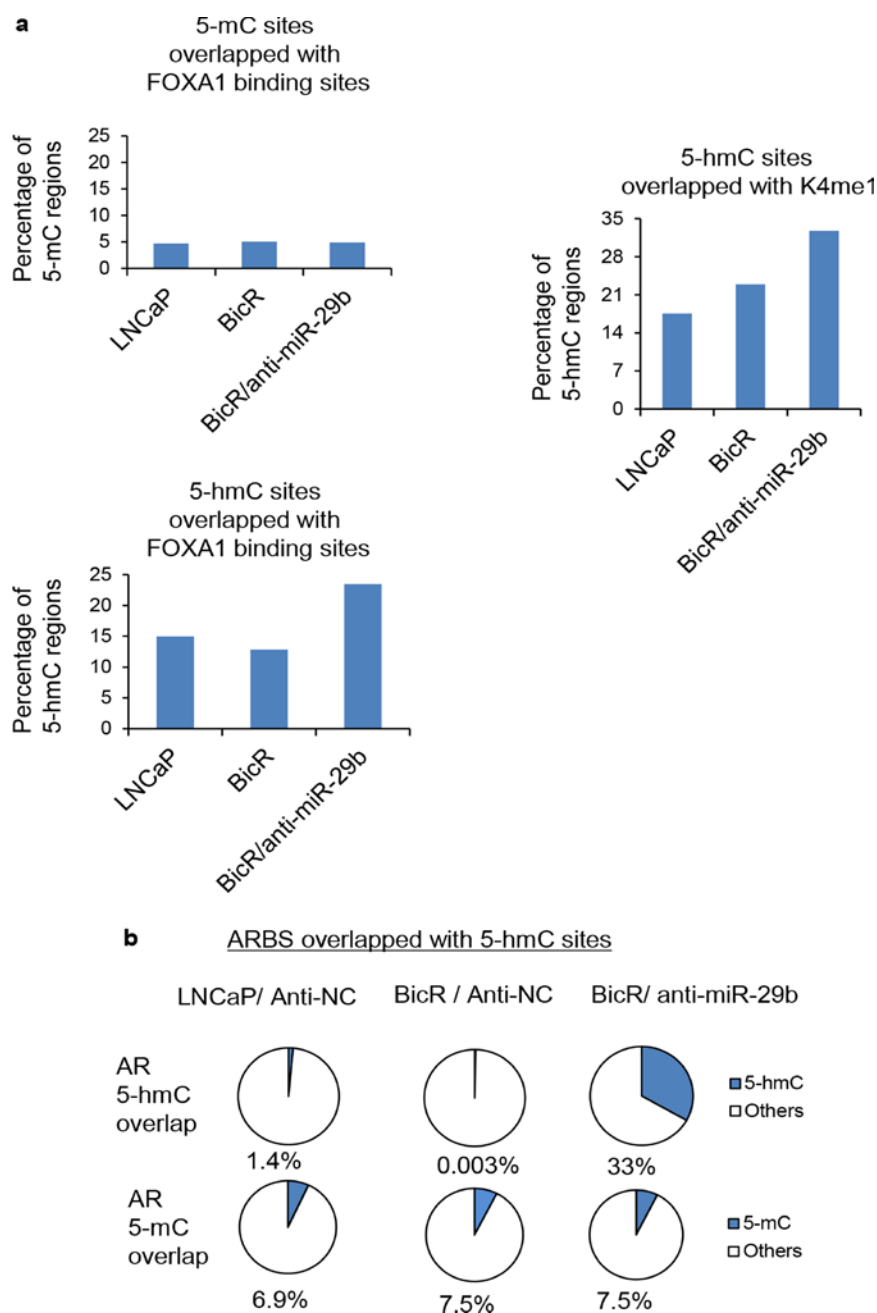 a
5-mC sites
overlapped with
FOXA1 binding sites
Percentage of
5-mC regions
25
20
15
10
5
0
LNCaP
BicR
BicR/anti-miR-29b
5-hmC sites
overlapped with K4me1
Percentage of
5-hmC regions
35
28
21
14
7
0
LNCaP
BicR
BicR/anti-miR-29b
5-hmC sites
overlapped with
FOXA1 binding sites
Percentage of
5-hmC regions
25
20
15
10
5
0
LNCaP
BicR
BicR/anti-miR-29b
b ARBS overlapped with 5-hmC sites
LNCaP/ Anti-NC BicR / Anti-NC BicR/ anti-miR-29b
AR
5-hmC
overlap
5-hmC
Others
1.4% 0.003% 33%
AR
5-mC
overlap
5-mC
Others
6.9% 7.5% 7.5%